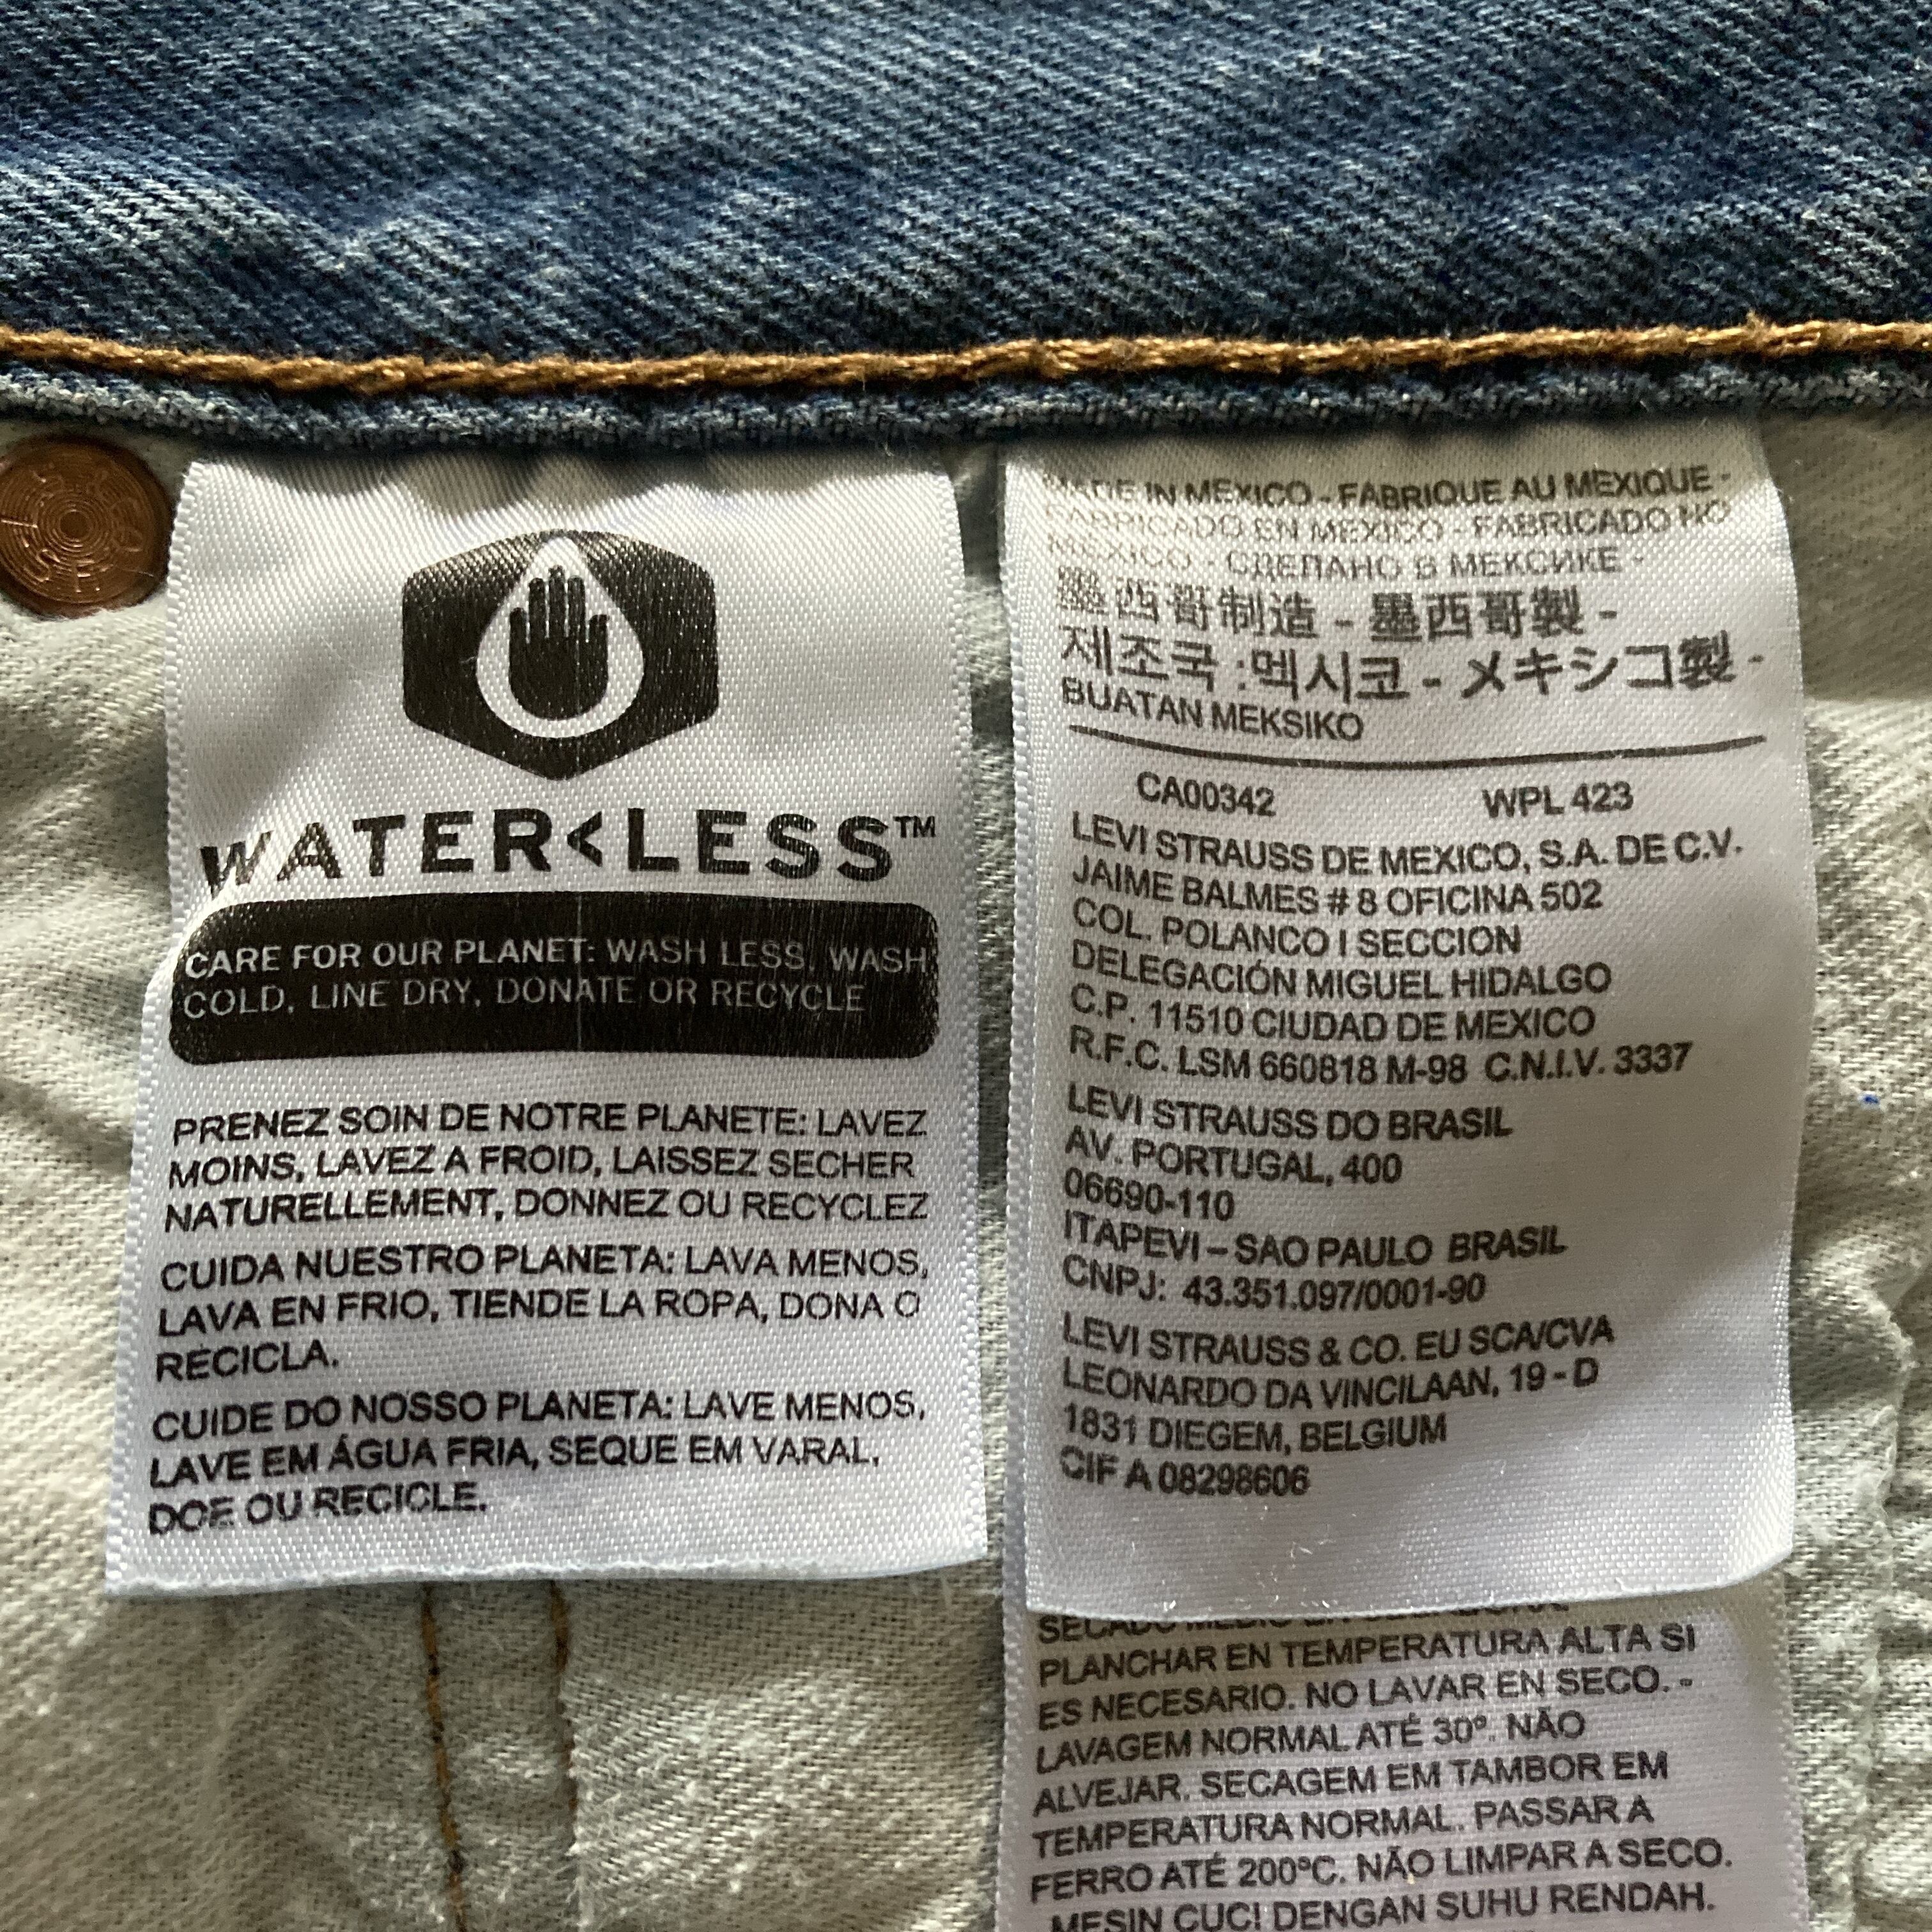 WATER<LESS™
CARE FOR OUR PLANET: WASH LESS, WASH
COLD, LINE DRY, DONATE OR RECYCLE
PRENEZ SOIN DE NOTRE PLANETE: LAVEZ
MOINS, LAVEZ A FROID, LAISSEZ SECHER
NATURELLEMENT, DONNEZ OU RECYCLEZ
CUIDA NUESTRO PLANETA: LAVA MENOS,
LAVA EN FRIO, TIENDE LA ROPA, DONA O
RECICLA.
CUIDE DO NOSSO PLANETA: LAVE MENOS,
LAVE EM ÁGUA FRIA, SEQUE EM VARAL,
DOE OU RECICLE.
MADE IN MEXICO - FABRIQUE AU MEXIQUE -
FABRICADO EN MEXICO - FABRICADO NO
MÉXICO - СДЕЛАНО В МЕКСИКЕ -
墨西哥制造 - 墨西哥製 -
제조국 :멕시코 - メキシコ製 -
BUATAN MEKSIKO
CA00342 WPL 423
LEVI STRAUSS DE MEXICO, S.A. DE C.V.
JAIME BALMES # 8 OFICINA 502
COL. POLANCO I SECCION
DELEGACIÓN MIGUEL HIDALGO
C.P. 11510 CIUDAD DE MEXICO
R.F.C. LSM 660818 M-98 C.N.I.V. 3337
LEVI STRAUSS DO BRASIL
AV. PORTUGAL, 400
06690-110
ITAPEVI – SAO PAULO BRASIL
CNPJ: 43.351.097/0001-90
LEVI STRAUSS & CO. EU SCA/CVA
LEONARDO DA VINCILAAN, 19 - D
1831 DIEGEM, BELGIUM
CIF A 08298606
SECADO MEDIO
PLANCHAR EN TEMPERATURA ALTA SI
ES NECESARIO. NO LAVAR EN SECO. -
LAVAGEM NORMAL ATÉ 30º. NÃO
ALVEJAR. SECAGEM EM TAMBOR EM
TEMPERATURA NORMAL. PASSAR A
FERRO ATÉ 200ºC. NÃO LIMPAR A SECO.
MESIN CUCI DENGAN SUHU RENDAH.